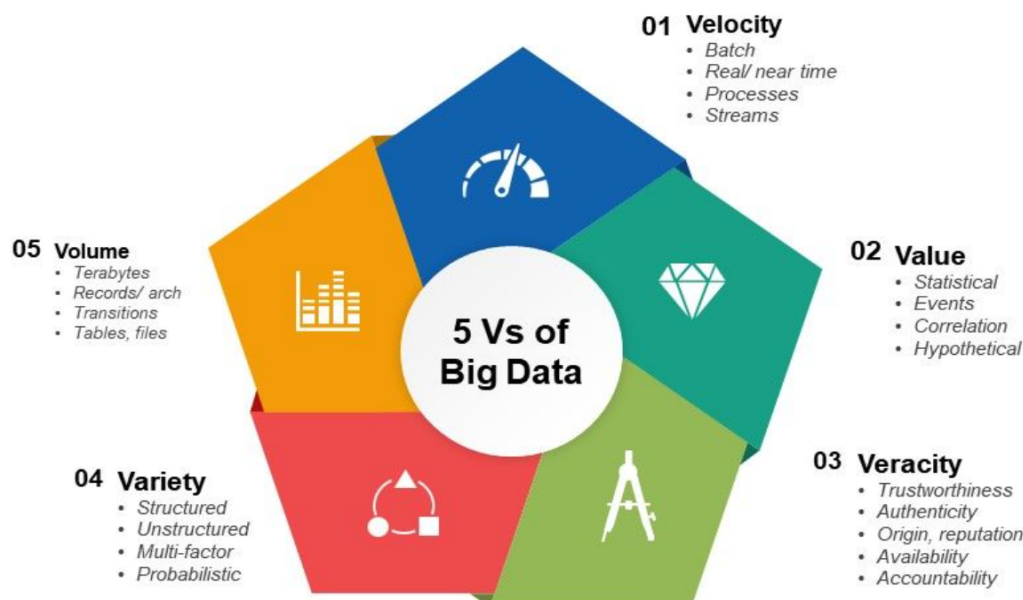 01 Velocity
• Batch
• Real/ near time
• Processes
• Streams
02 Value
• Statistical
• Events
• Correlation
• Hypothetical
03 Veracity
• Trustworthiness
• Authenticity
• Origin, reputation
• Availability
• Accountability
04 Variety
• Structured
• Unstructured
• Multi-factor
• Probabilistic
05 Volume
• Terabytes
• Records/ arch
• Transitions
• Tables, files
5 Vs of
Big Data